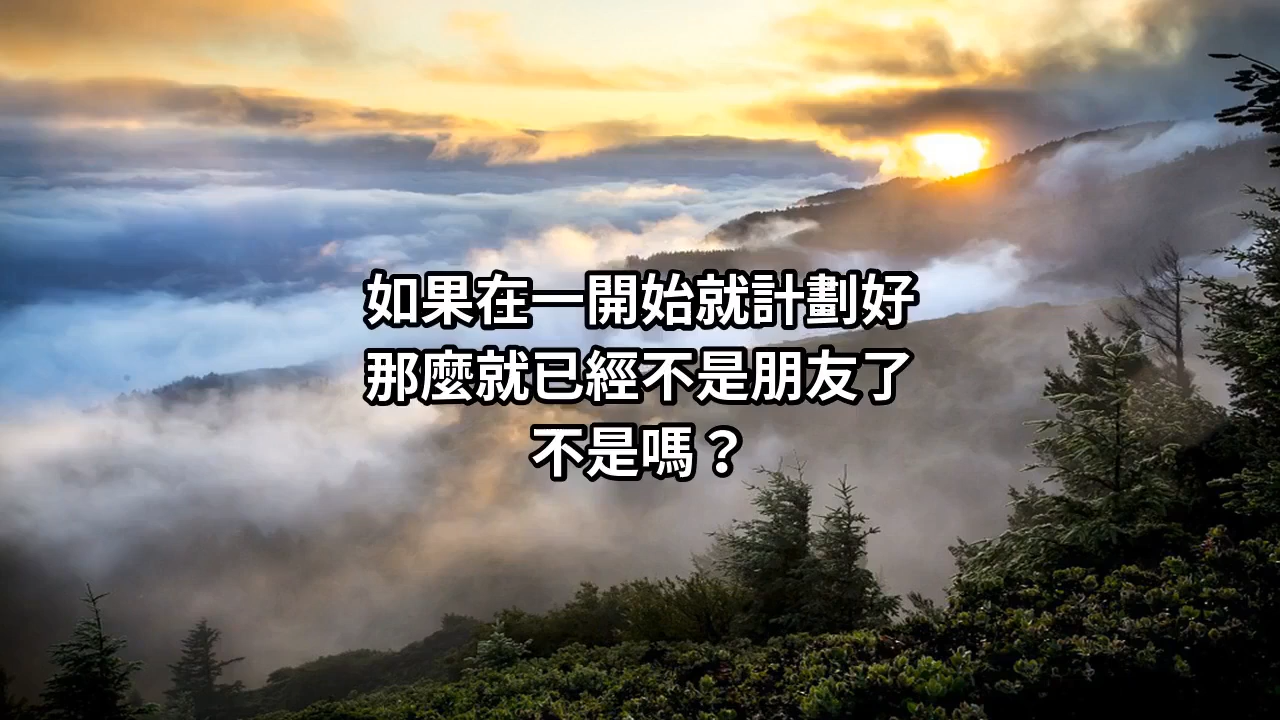 如果在一開始就計劃好
那麼就已經不是朋友了
不是嗎？